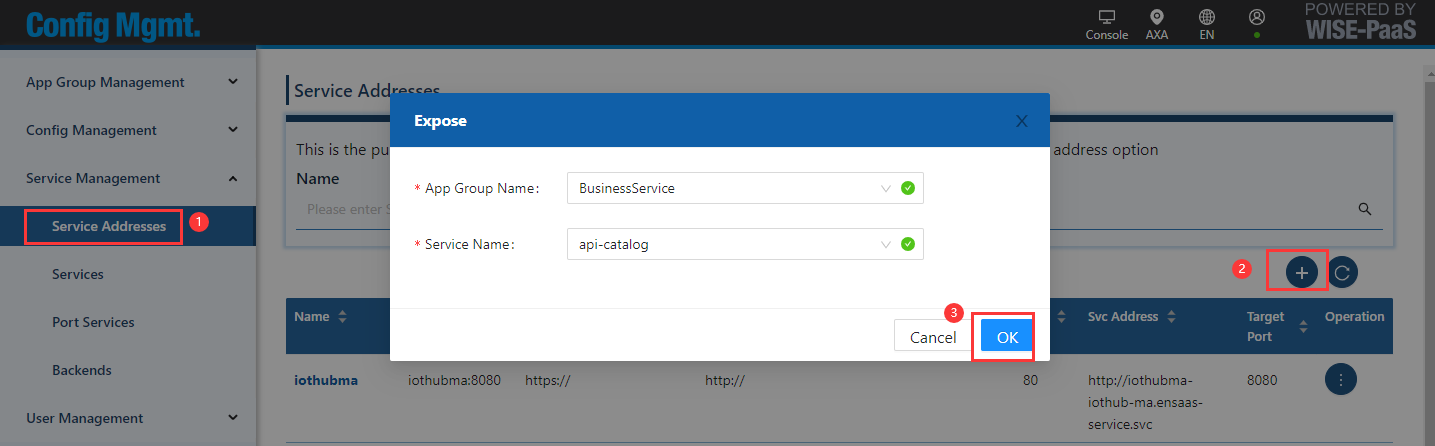 Config Mgmt.
Console
AXA
EN
POWERED BY
WISE-PaaS
App Group Management
Config Management
Service Management
Service Addresses
1
Services
Port Services
Backends
User Management
Service Addresses
This is the pu
address option
Name
Please enter S
Expose
X
* App Group Name:
BusinessService
* Service Name:
api-catalog
3
Cancel
OK
2
+
Name
Svc Address
Target
Port
Operation
iothubma
iothubma:8080
https://
http://
80
http://iothubma-
iothub-ma.ensaas-
service.svc
8080